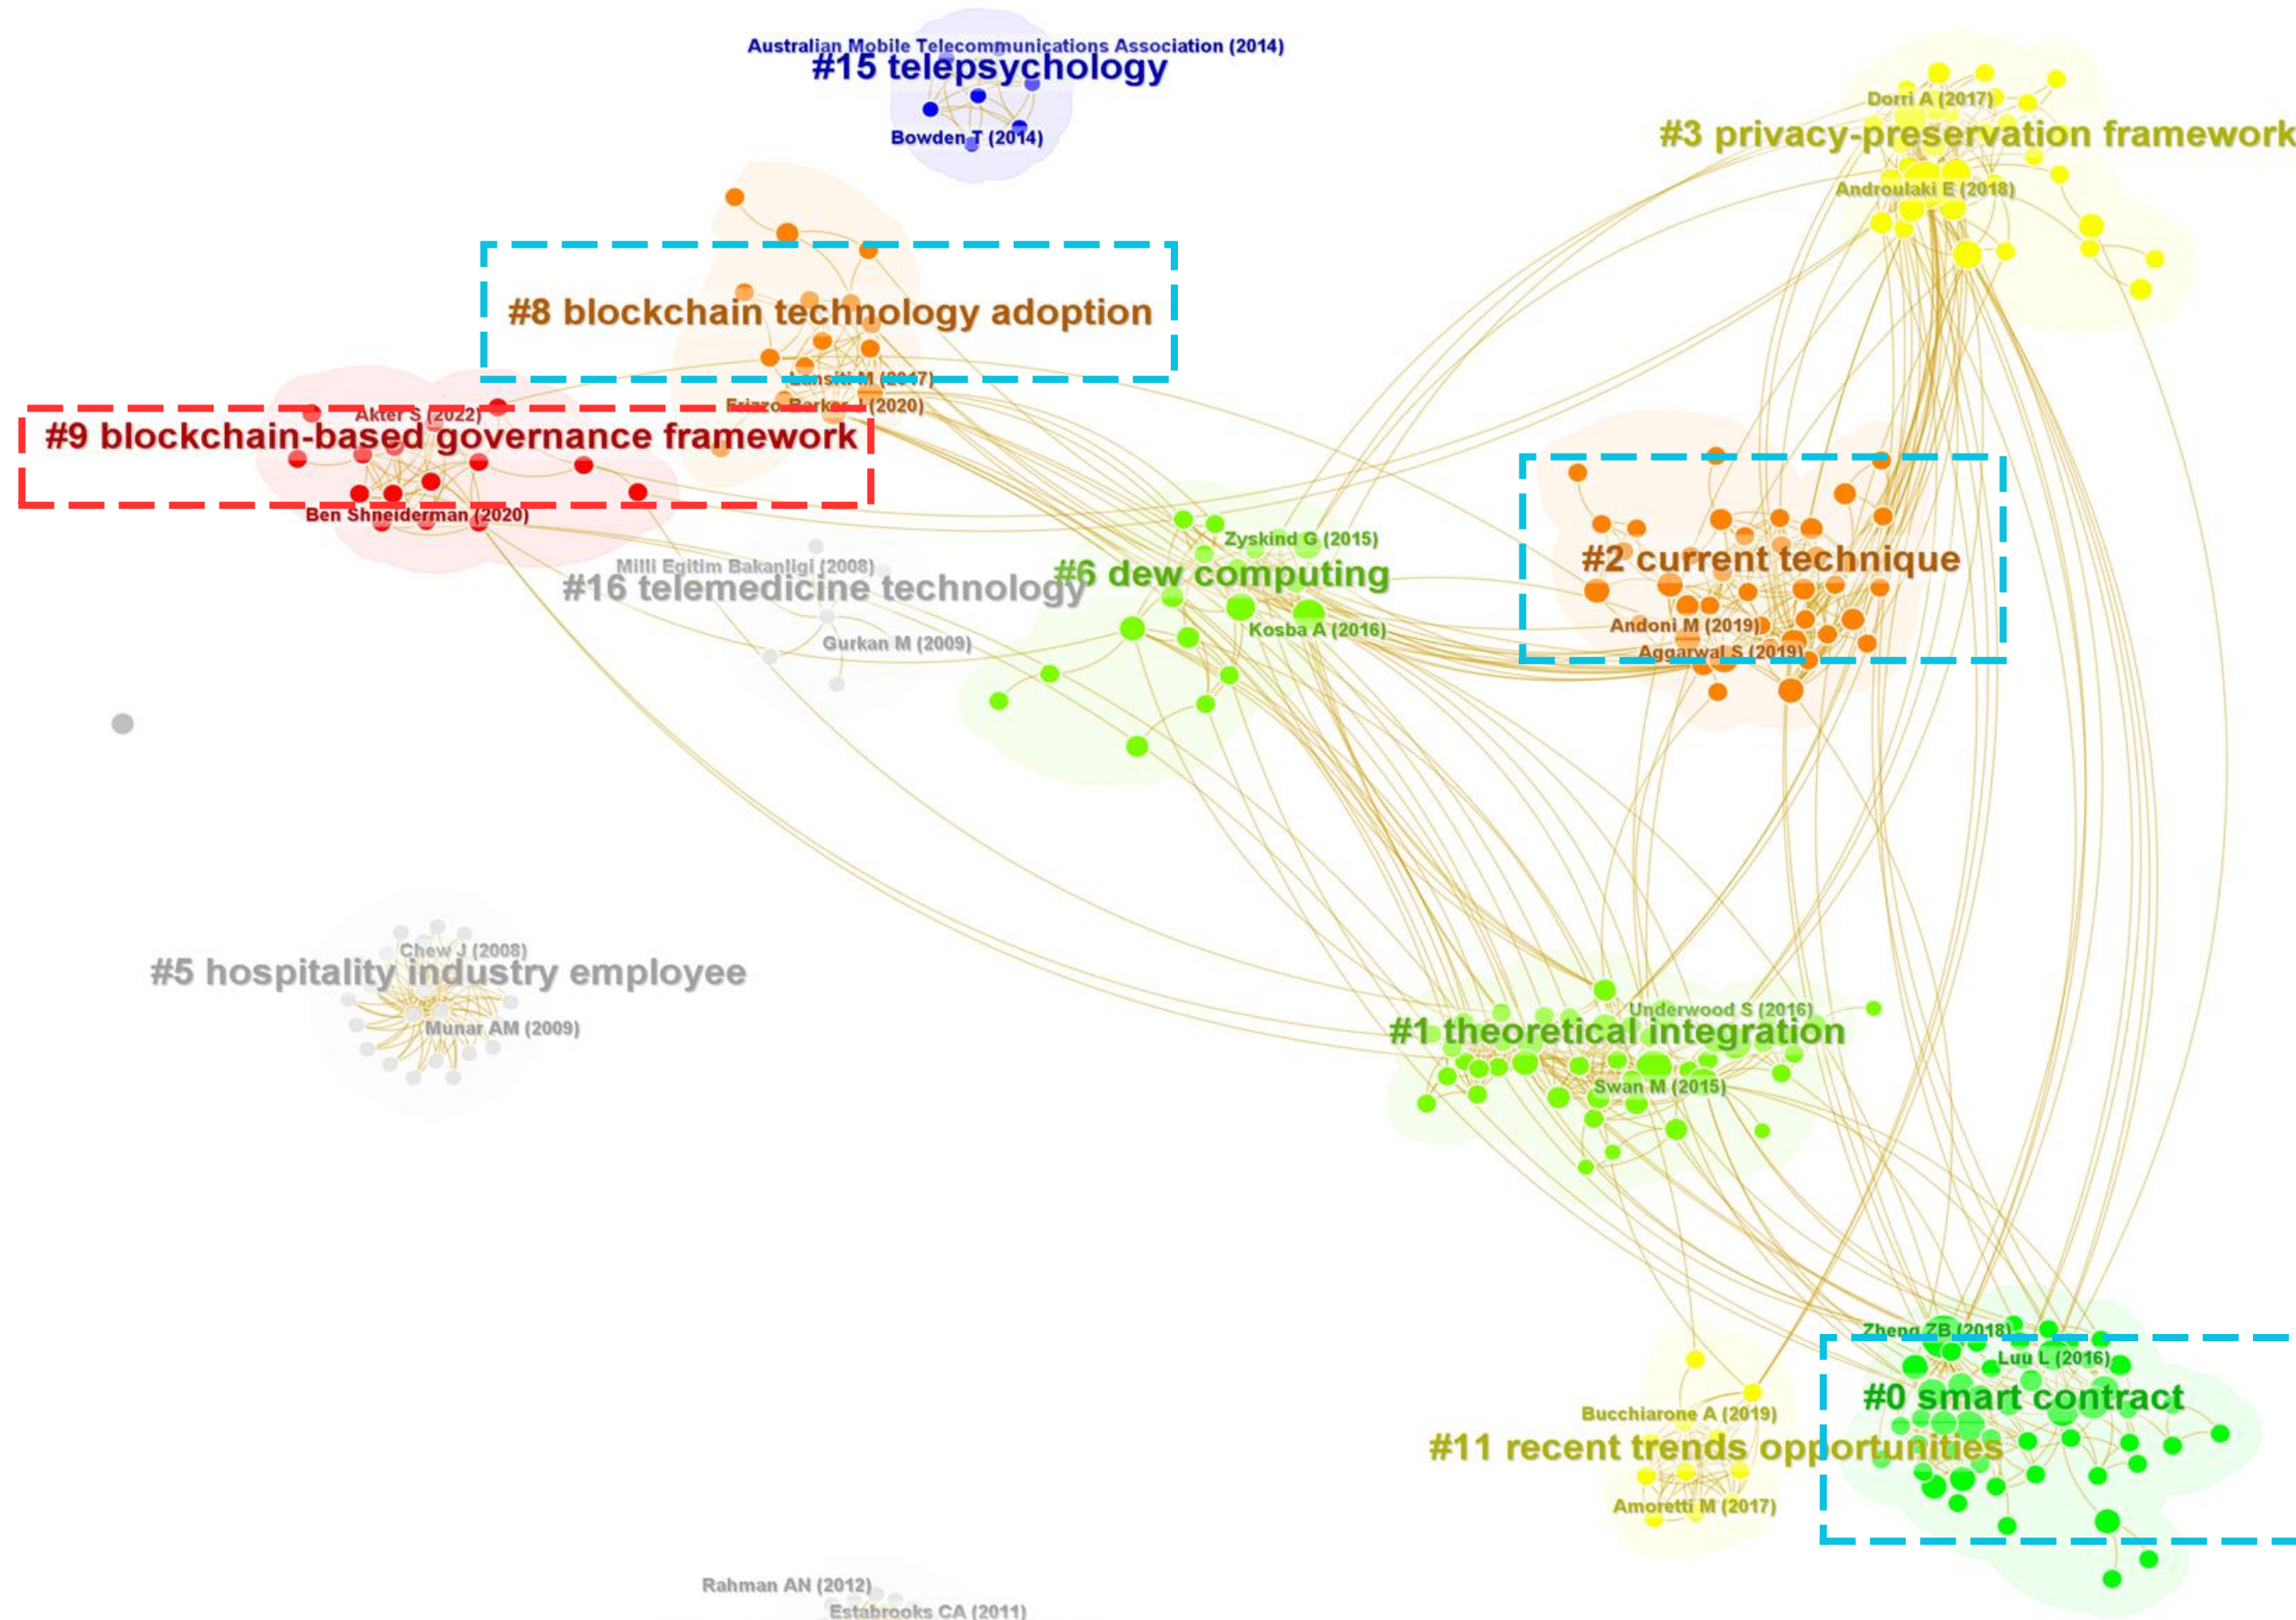 Australian Mobile Telecommunications Association (2014)
#15 telepsychology
Bowden T (2014)
Dorri A (2017)
#3 privacy-preservation framework
Androulaki E (2018)
#8 blockchain technology adoption
Lansiti M (2017)
Frizzo-Barker J (2020)
Akter S (2022)
#9 blockchain-based governance framework
Ben Shneiderman (2020)
Milli Egitim Bakanligi (2008)
#16 telemedicine technology
Gurkan M (2009)
Zyskind G (2015)
#6 dew computing
Kosba A (2016)
#2 current technique
Andoni M (2019)
Aggarwal S (2019)
Chew J (2008)
#5 hospitality industry employee
Munar AM (2009)
Underwood S (2016)
#1 theoretical integration
Swan M (2015)
Zheng ZB (2018)
Luu L (2016)
#0 smart contract
Bucchiarone A (2019)
#11 recent trends opportunities
Amoretti M (2017)
Rahman AN (2012)
Estabrooks CA (2011)